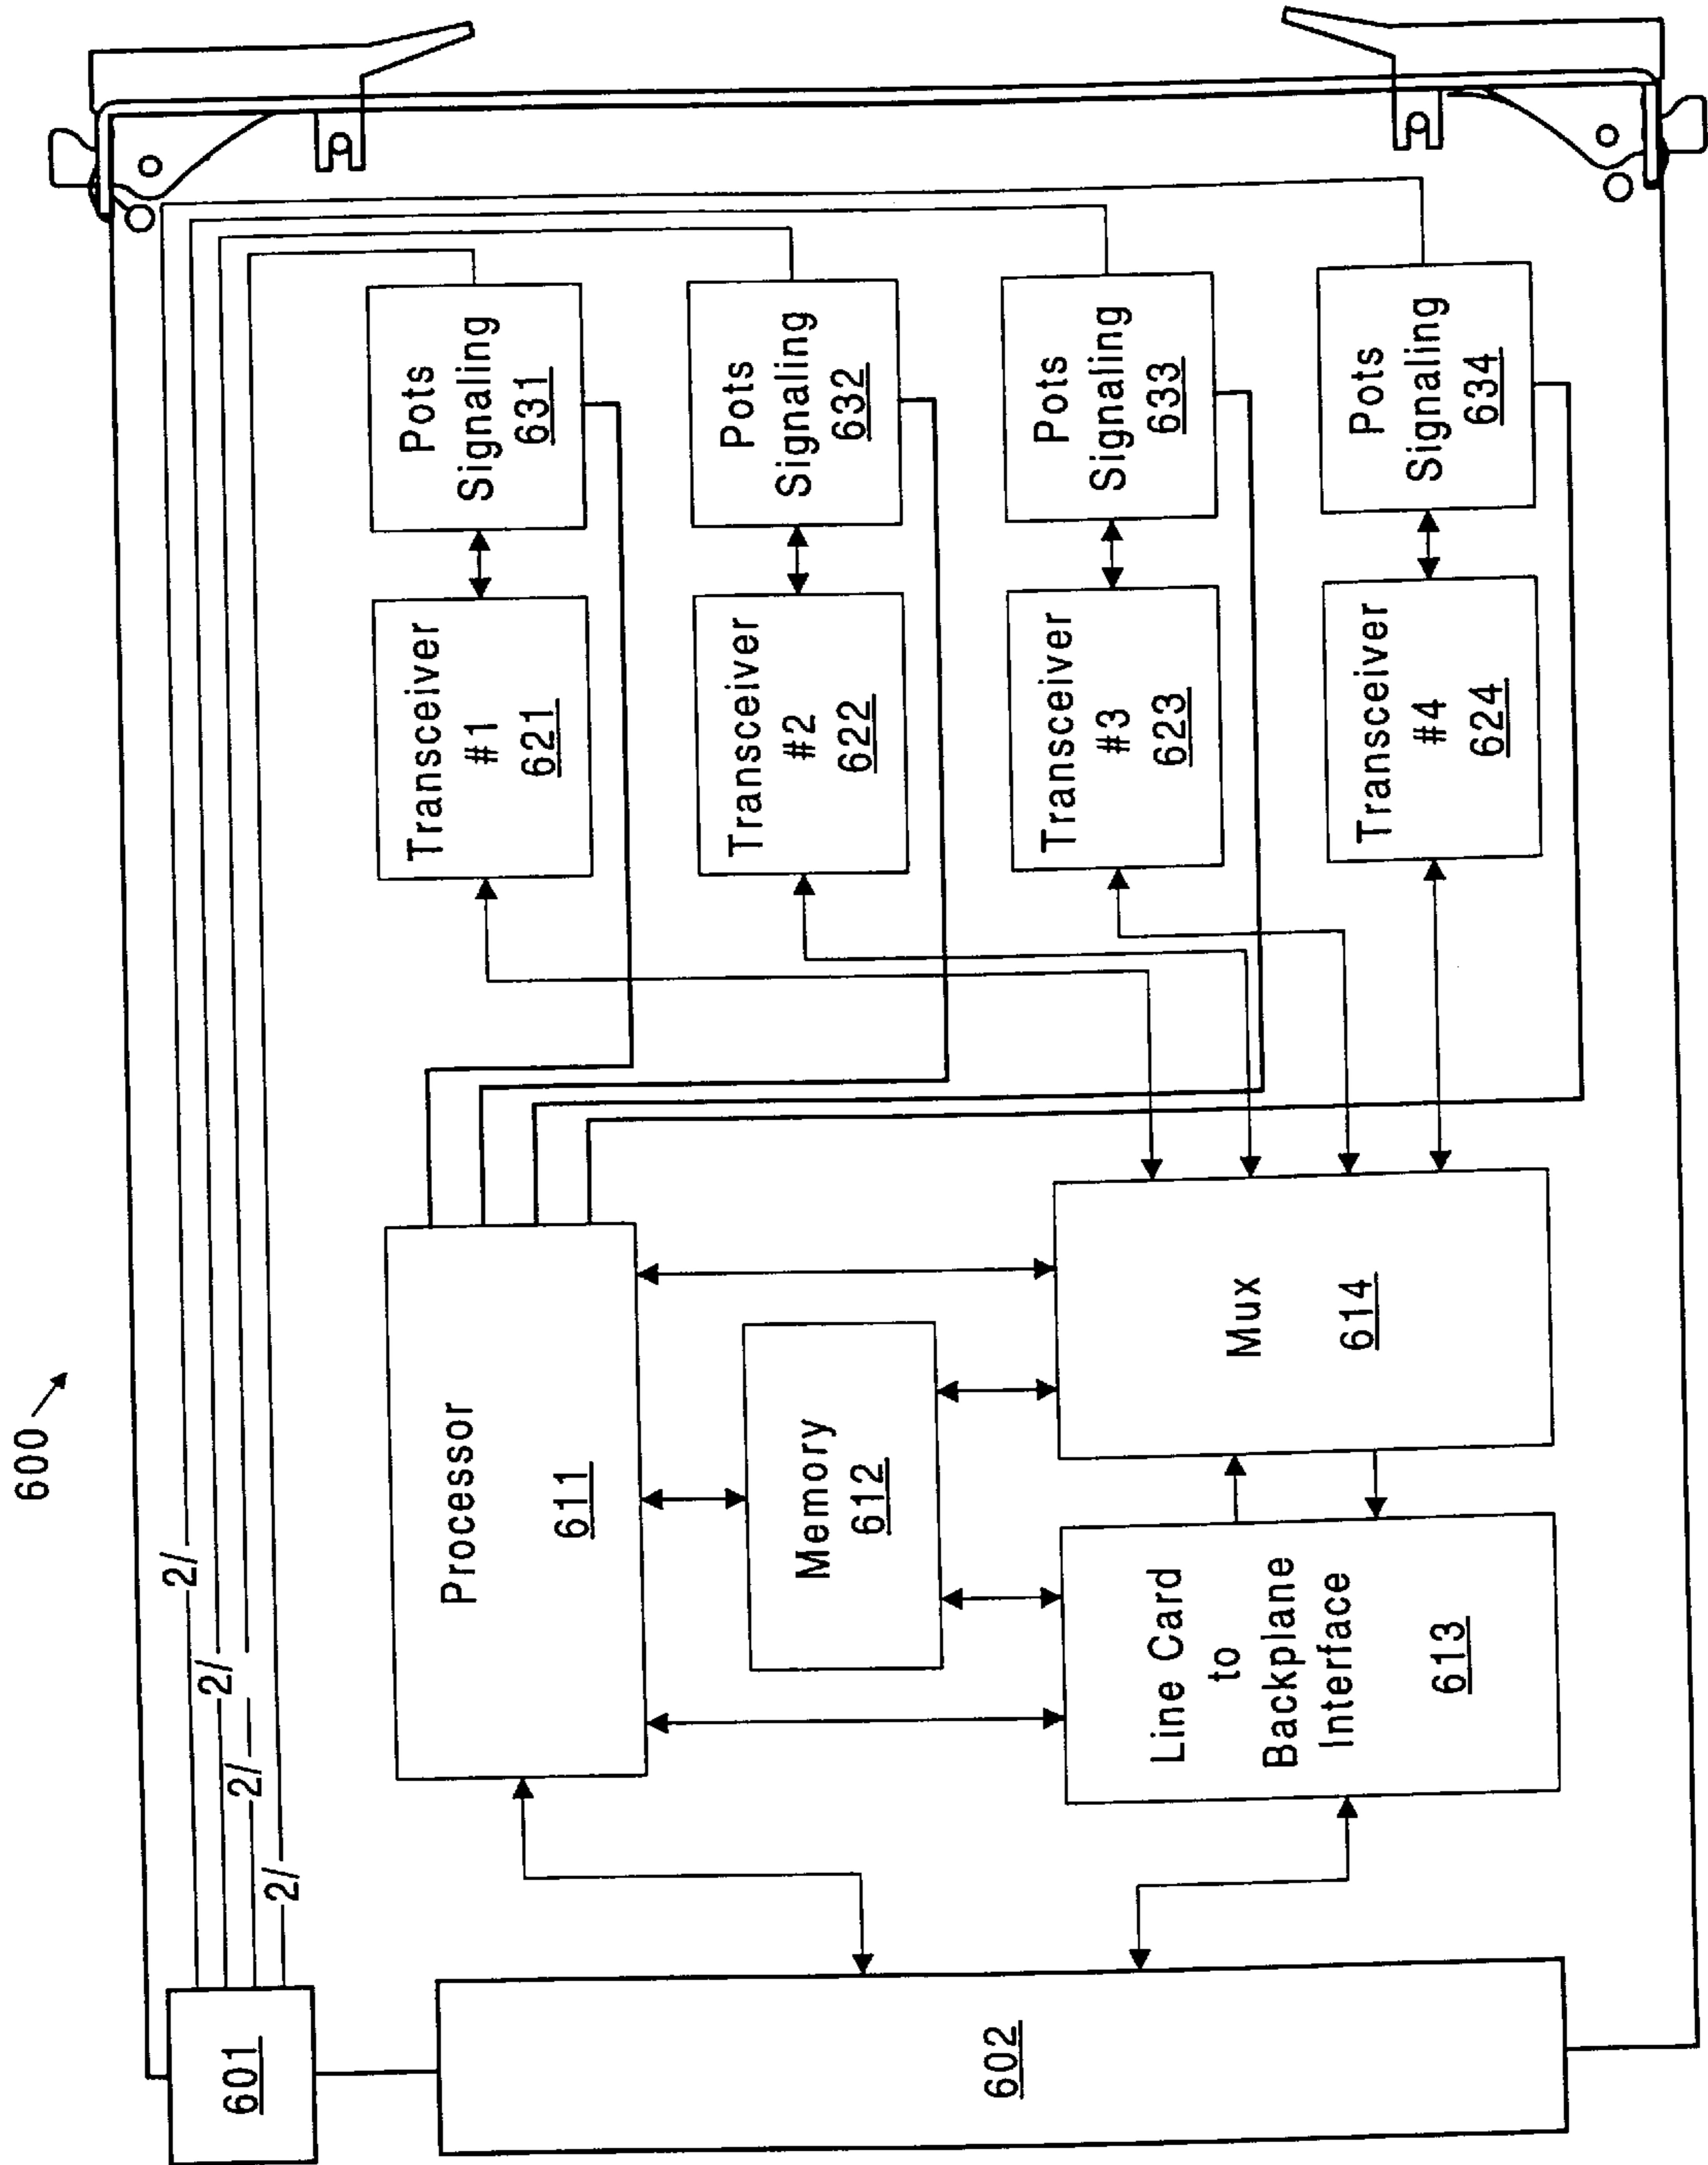 600
2/
2/
2/
2/
601
602
Processor
611
Memory
612
Line Card
to
Backplane
Interface
613
Mux
614
Transceiver
#1
621
Pots
Signaling
631
Transceiver
#2
622
Pots
Signaling
632
Transceiver
#3
623
Pots
Signaling
633
Transceiver
#4
624
Pots
Signaling
634